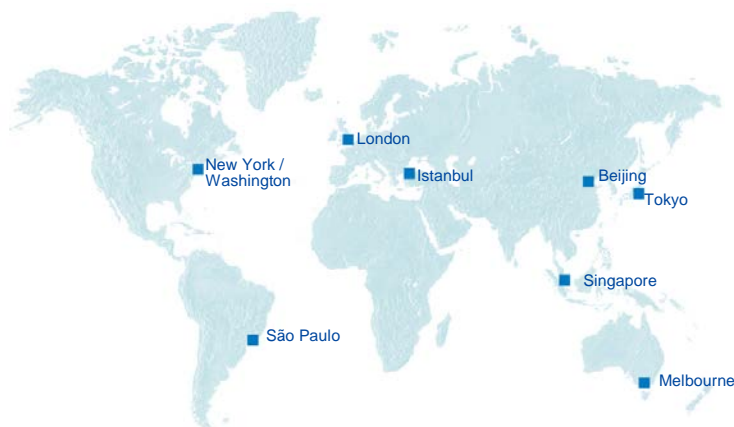 London
New York /
Washington
Istanbul
Beijing
Tokyo
Singapore
São Paulo
Melbourne